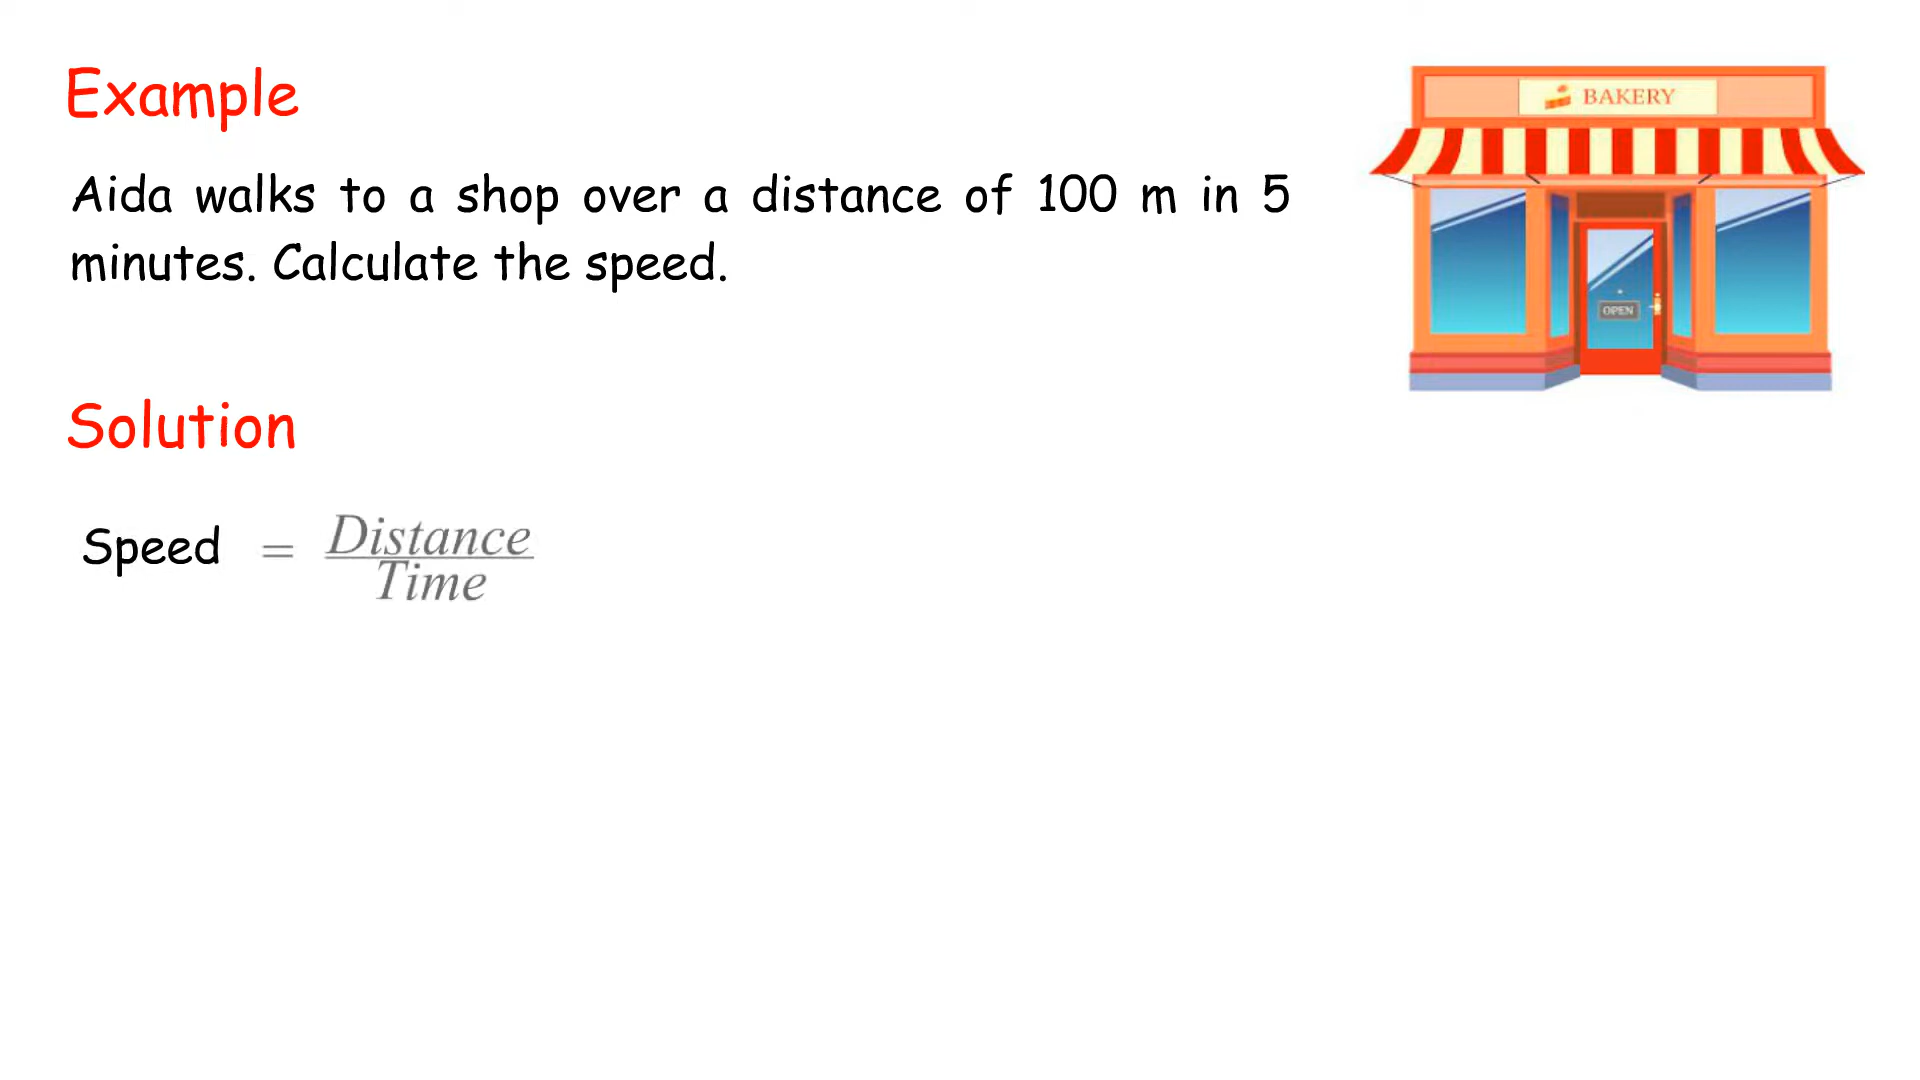 Example
BAKERY
Aida walks to a shop over a distance of 100 m in 5
minutes. Calculate the speed.
OPEN
Solution
Speed = Distance
Time